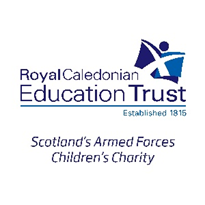 Royal Caledonian
Education Trust
Established 1815
Scotland's Armed Forces
Children's Charity